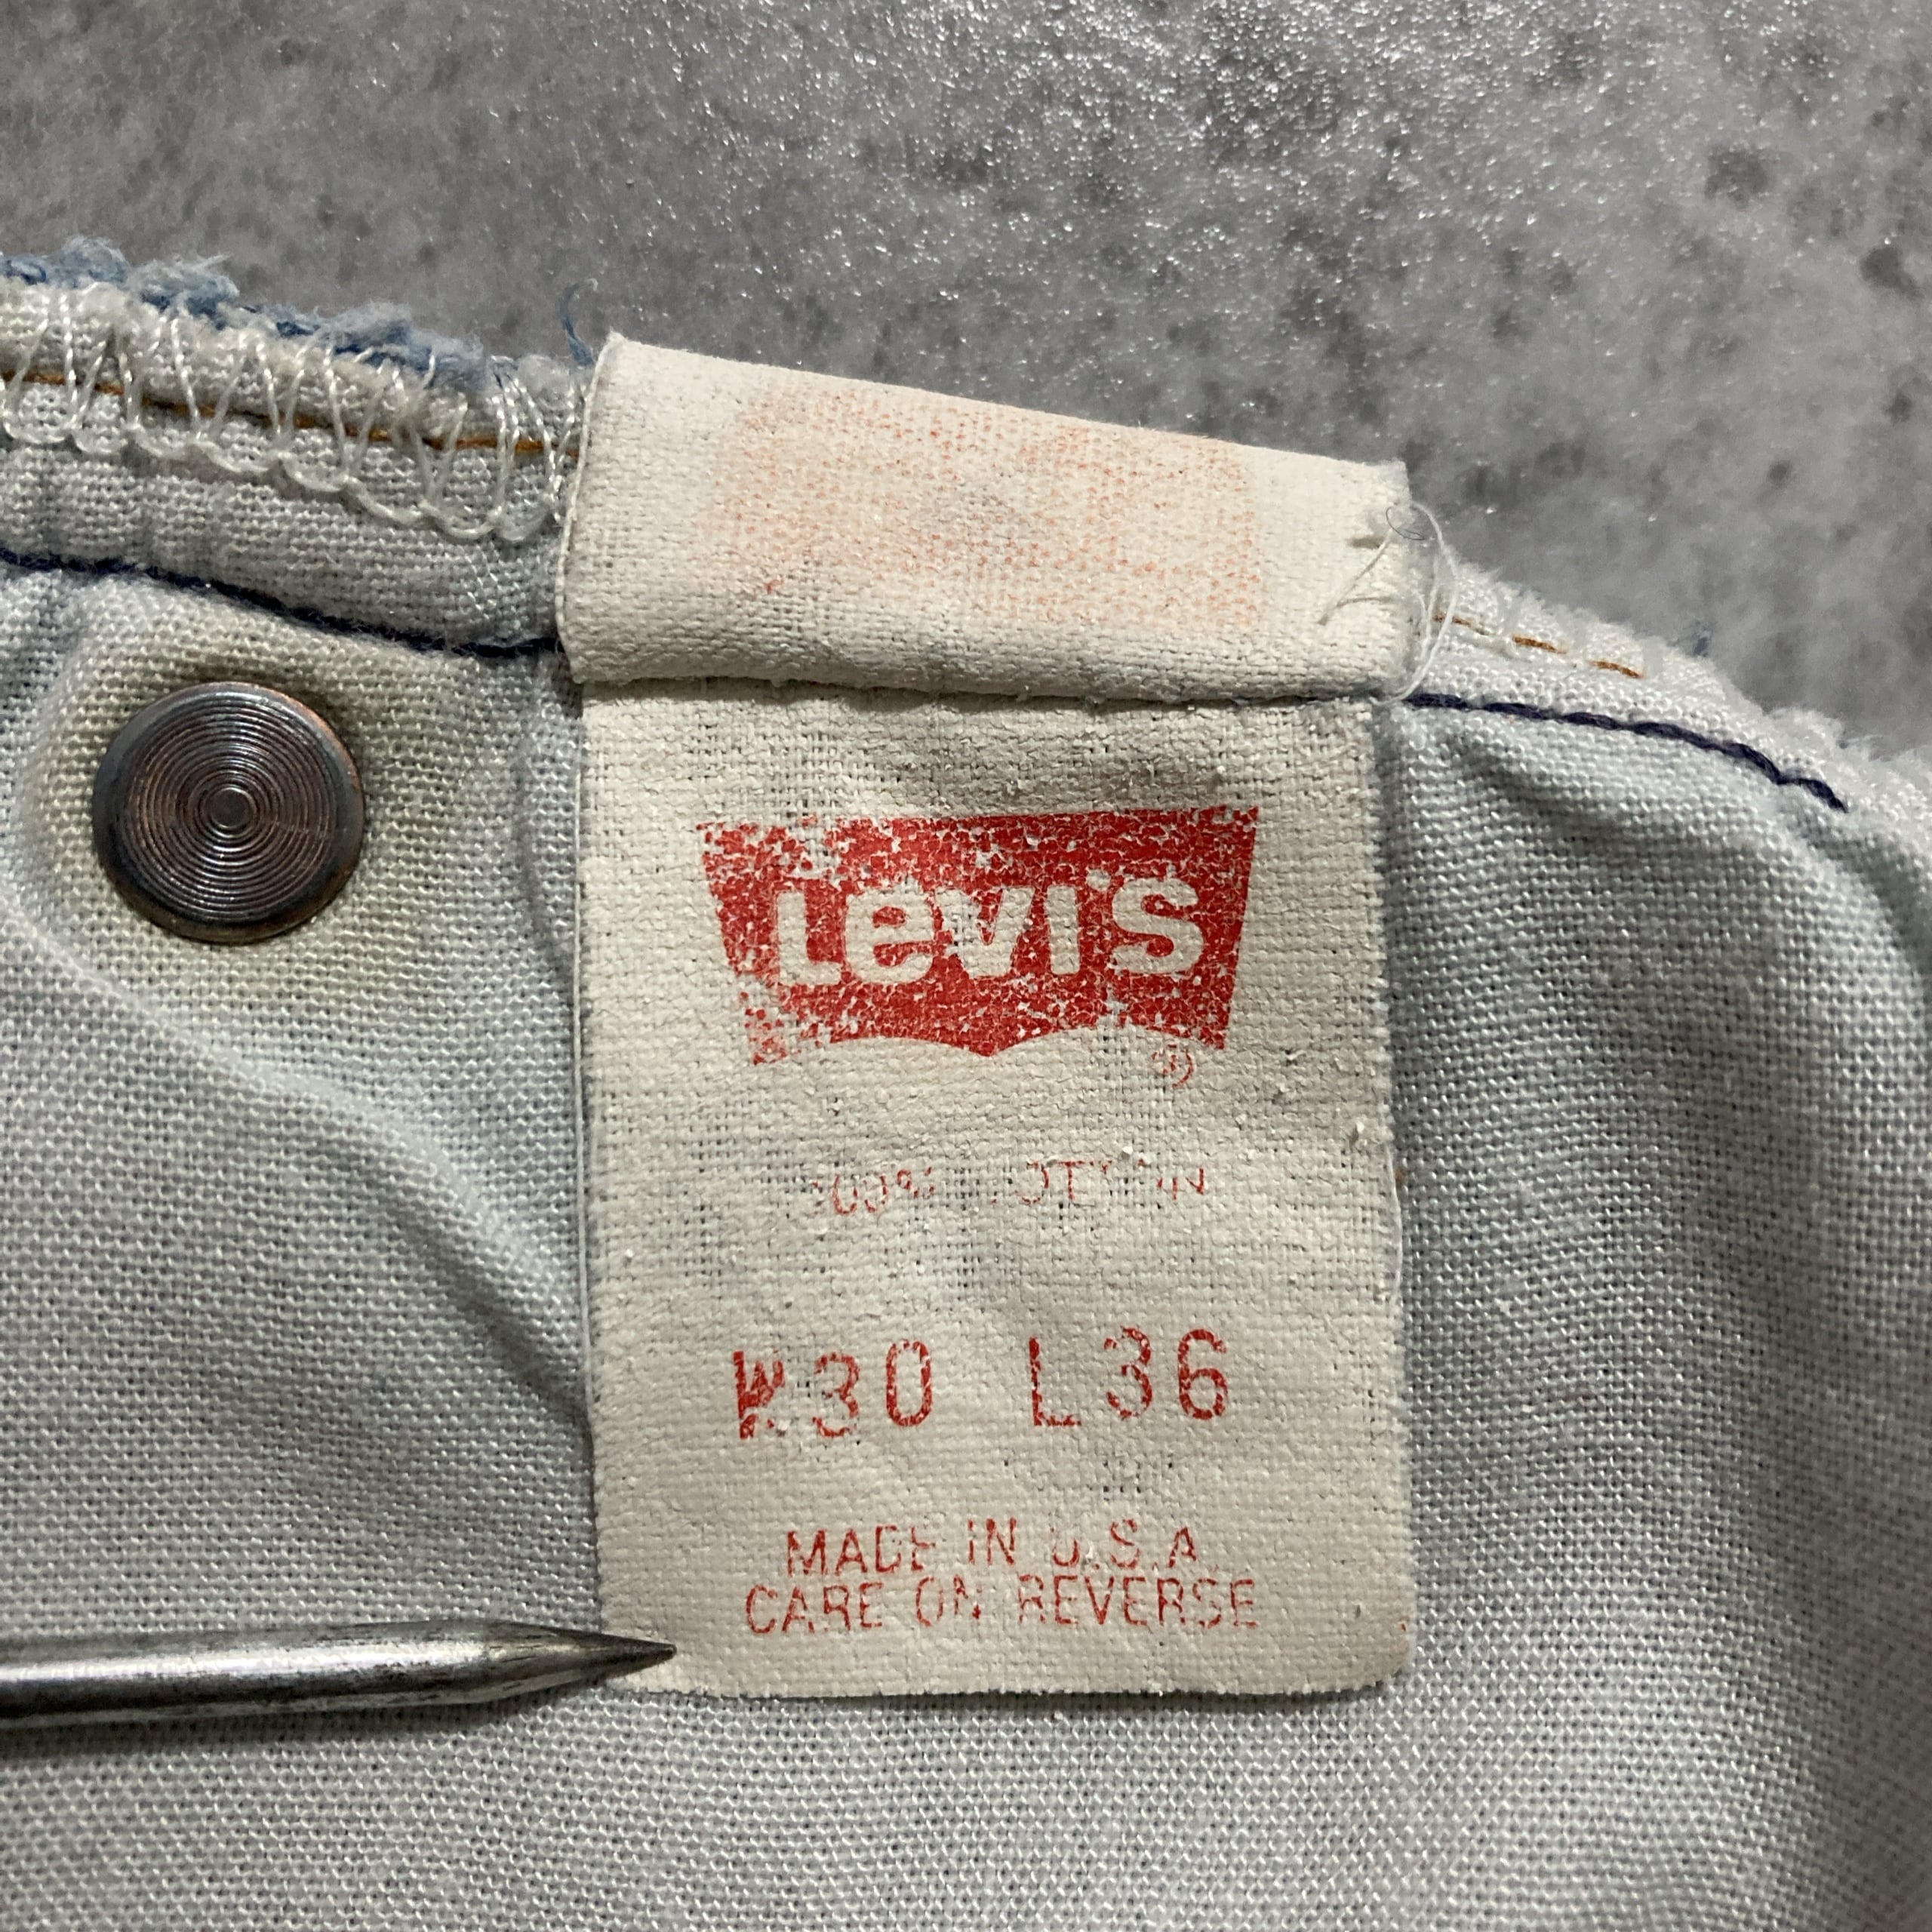 Levi's
®
100% COTTON
W30 L36
MADE IN U.S.A.
CARE ON REVERSE